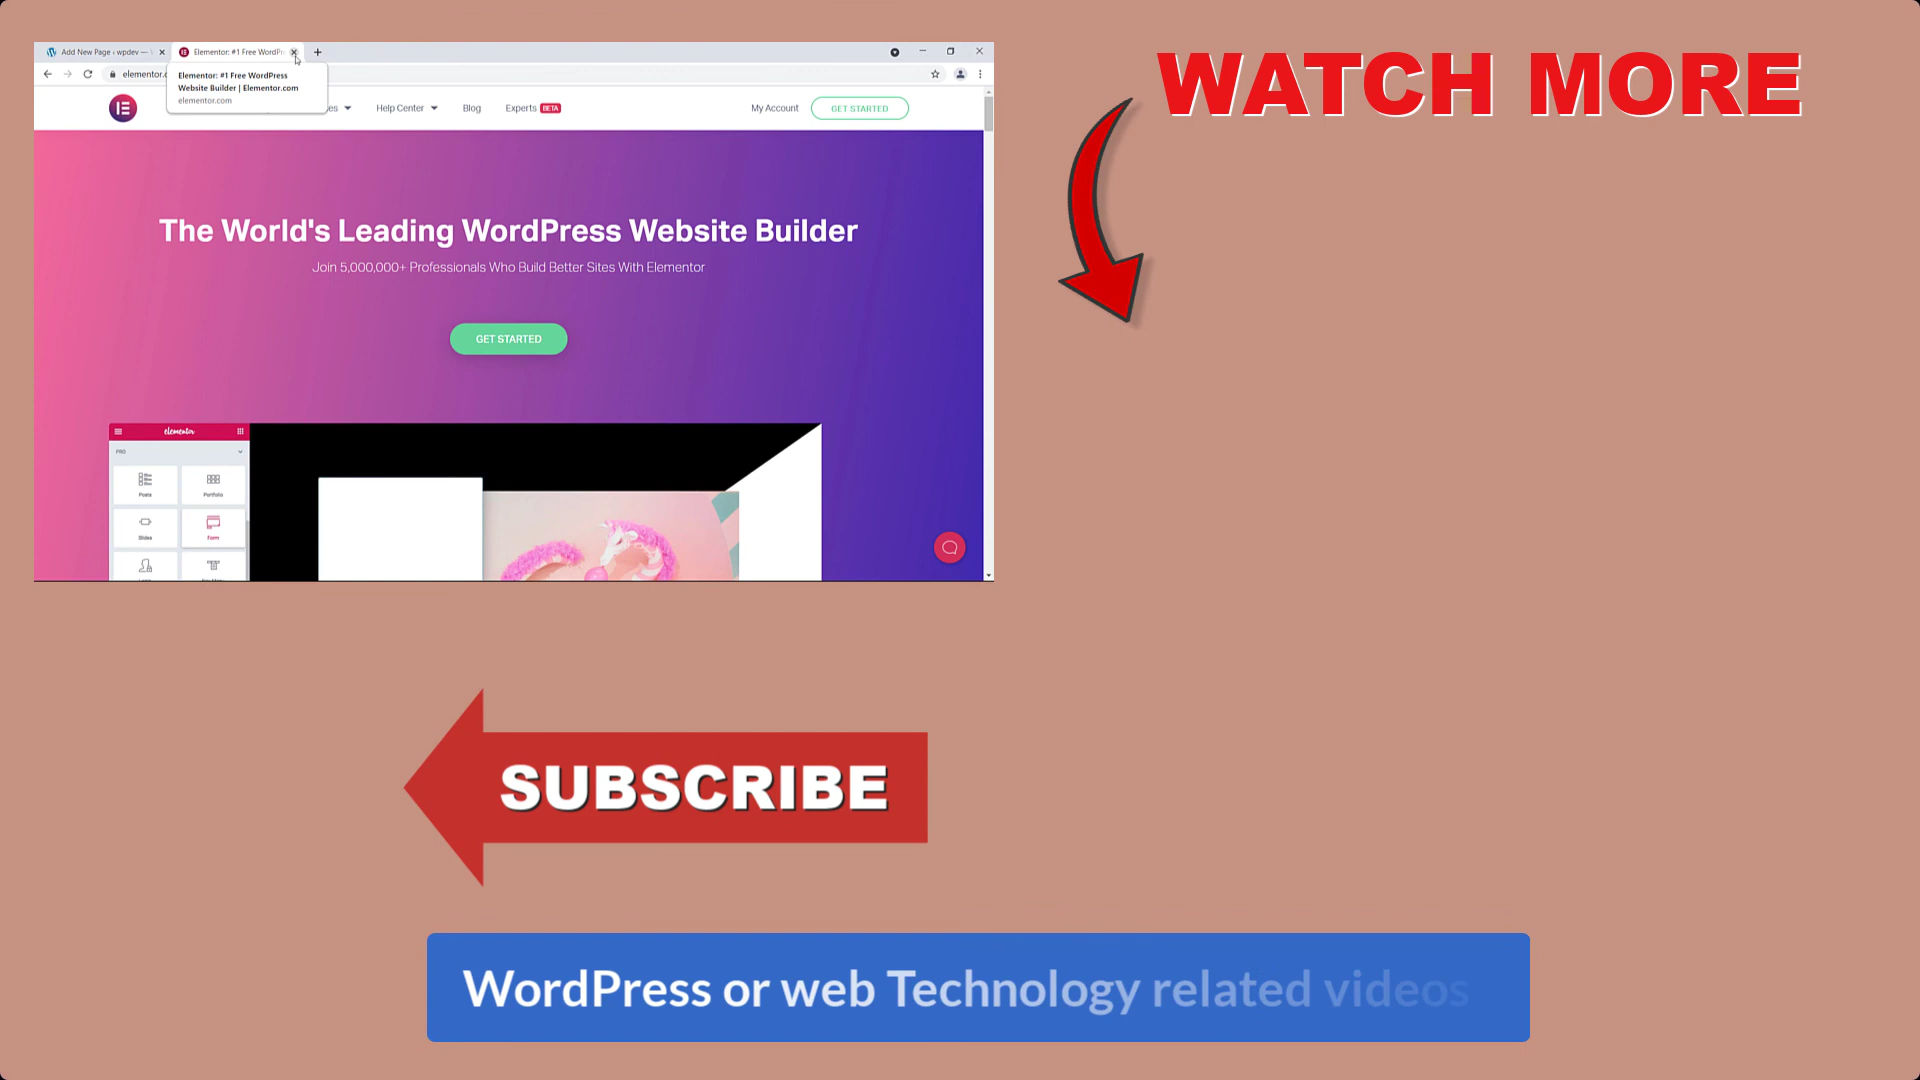 Add New Page ‹ wpdev —
Elementor: #1 Free WordPr
WATCH MORE
elementor.c
Elementor: #1 Free WordPress
Website Builder | Elementor.com
elementor.com
es
Help Center
Blog
Experts BETA
My Account
GET STARTED
The World's Leading WordPress Website Builder
Join 5,000,000+ Professionals Who Build Better Sites With Elementor
GET STARTED
elementor
PRO
Posts
Portfolio
Slides
Form
SUBSCRIBE
WordPress or web Technology related videos